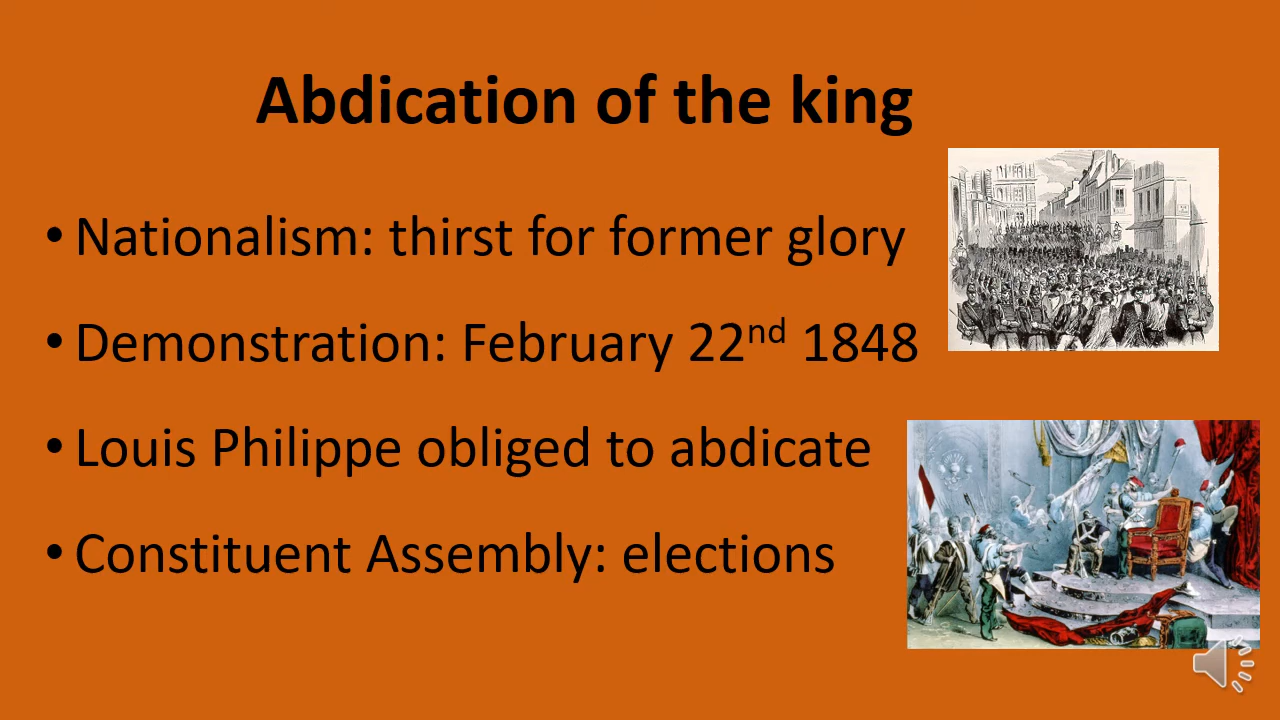 Abdication of the king
• Nationalism: thirst for former glory
• Demonstration: February 22nd 1848
• Louis Philippe obliged to abdicate
• Constituent Assembly: elections